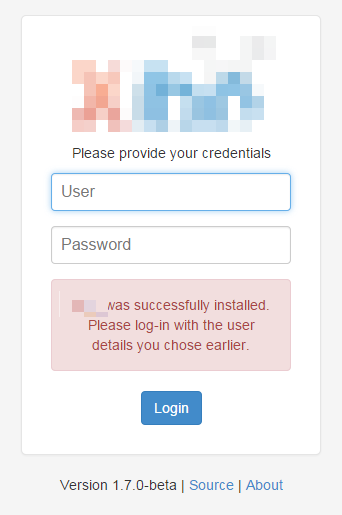 Please provide your credentials
User
Password
was successfully installed.
Please log-in with the user
details you chose earlier.
Login
Version 1.7.0-beta | Source | About